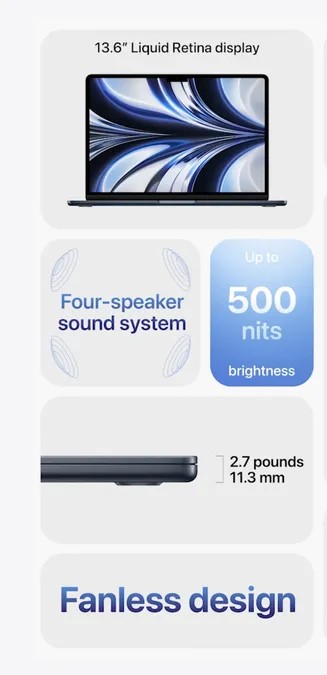 13.6” Liquid Retina display
Four-speaker
sound system
Up to
500
nits
brightness
2.7 pounds
11.3 mm
Fanless design